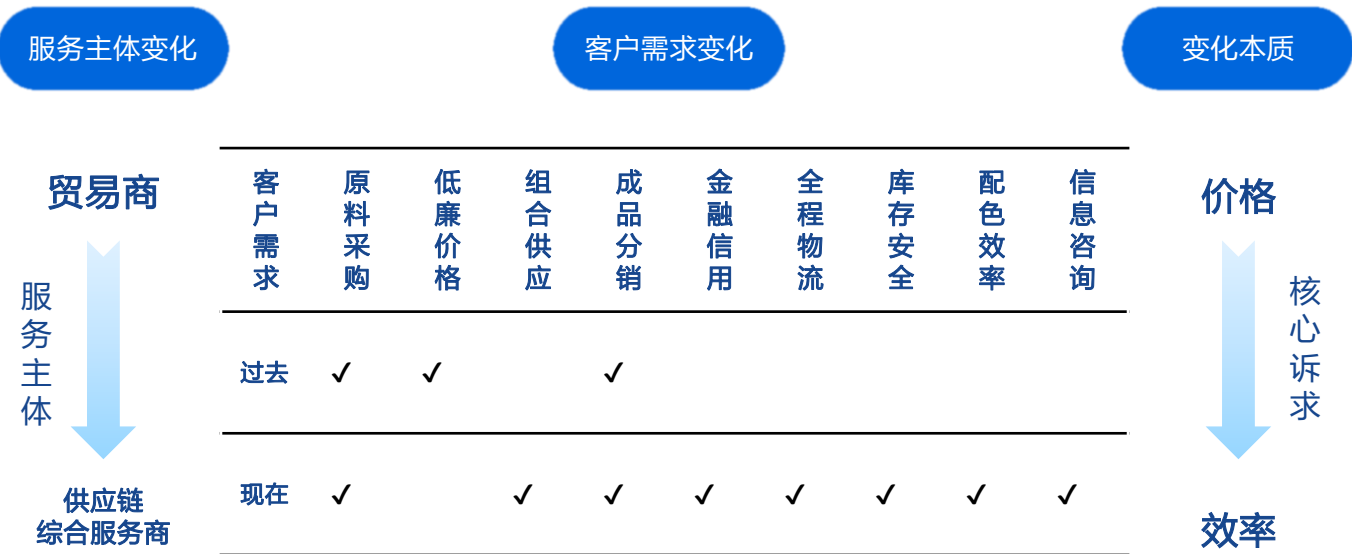 服务主体变化
客户需求变化
变化本质
贸易商
服务主体
供应链
综合服务商
客户需求 原料采购 低廉价格 组合供应 成品分销 金融信用 全程物流 库存安全 配色效率 信息咨询
过去 ✓ ✓ ✓
现在 ✓ ✓ ✓ ✓ ✓ ✓ ✓ ✓
价格
核心诉求
效率